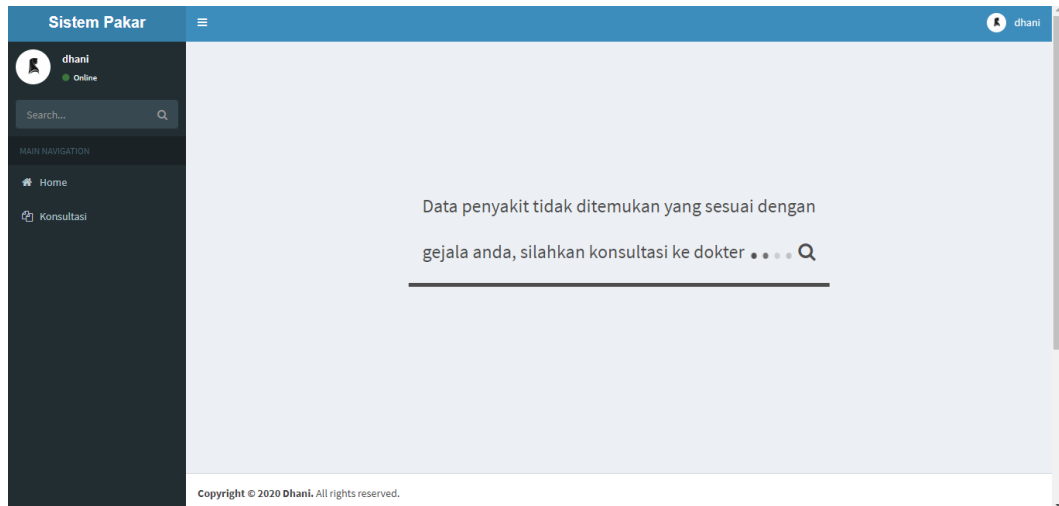 Sistem Pakar
dhani
dhani
Online
Search...
MAIN NAVIGATION
Home
Konsultasi
Data penyakit tidak ditemukan yang sesuai dengan
gejala anda, silahkan konsultasi ke dokter
Copyright © 2020 Dhani. All rights reserved.